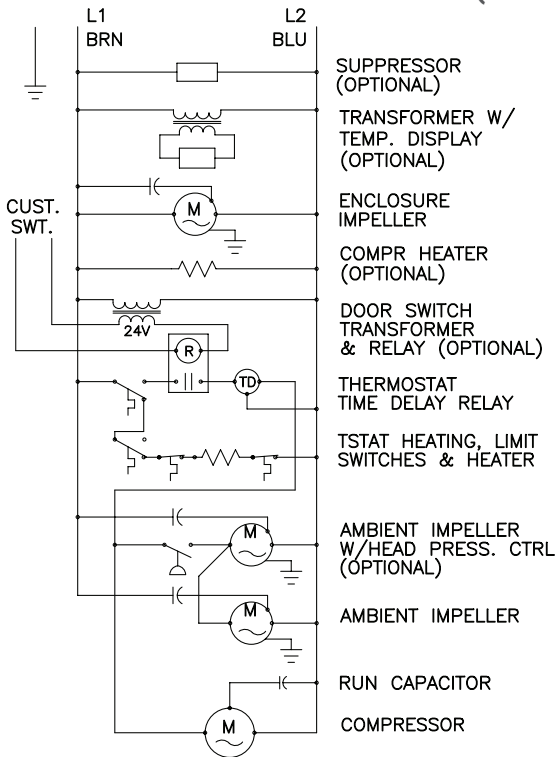 L1
L2
BRN
BLU
SUPPRESSOR
(OPTIONAL)
TRANSFORMER W/
TEMP. DISPLAY
(OPTIONAL)
CUST.
SWT.
M
ENCLOSURE
IMPELLER
COMPR HEATER
(OPTIONAL)
24V
DOOR SWITCH
TRANSFORMER
& RELAY (OPTIONAL)
R
TD
THERMOSTAT
TIME DELAY RELAY
TSTAT HEATING, LIMIT
SWITCHES & HEATER
M
AMBIENT IMPELLER
W/HEAD PRESS. CTRL
(OPTIONAL)
M
AMBIENT IMPELLER
RUN CAPACITOR
M
COMPRESSOR